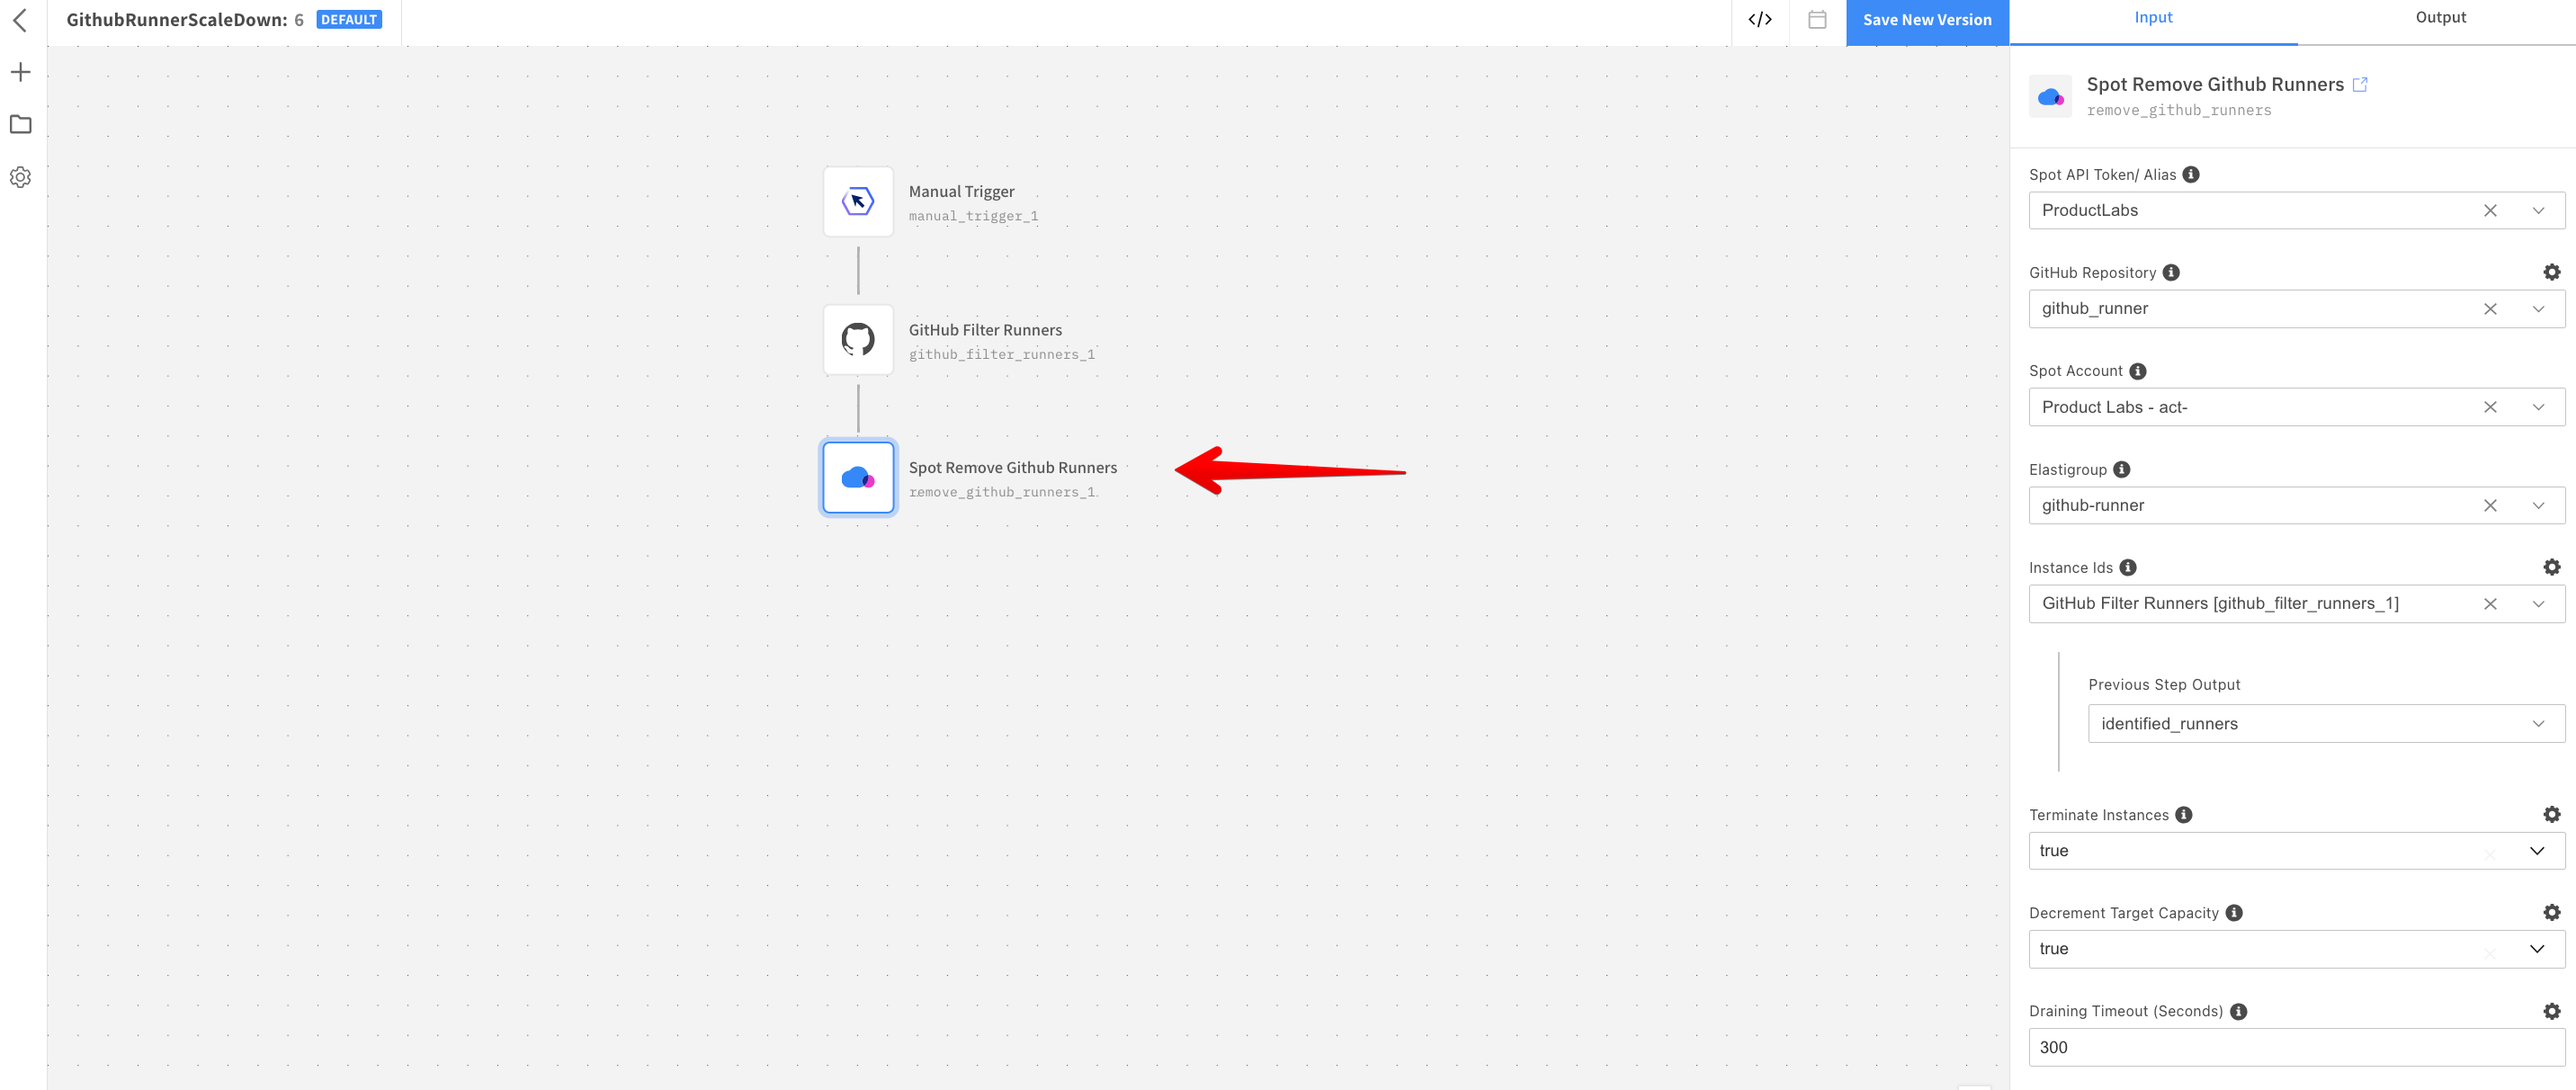 GithubRunnerScaleDown: 6 DEFAULT
</> Save New Version
Input Output
Manual Trigger
manual_trigger_1
GitHub Filter Runners
github_filter_runners_1
Spot Remove Github Runners
remove_github_runners_1
Spot Remove Github Runners
remove_github_runners
Spot API Token/ Alias
ProductLabs
GitHub Repository
github_runner
Spot Account
Product Labs - act-
Elastigroup
github-runner
Instance Ids
GitHub Filter Runners [github_filter_runners_1]
Previous Step Output
identified_runners
Terminate Instances
true
Decrement Target Capacity
true
Draining Timeout (Seconds)
300